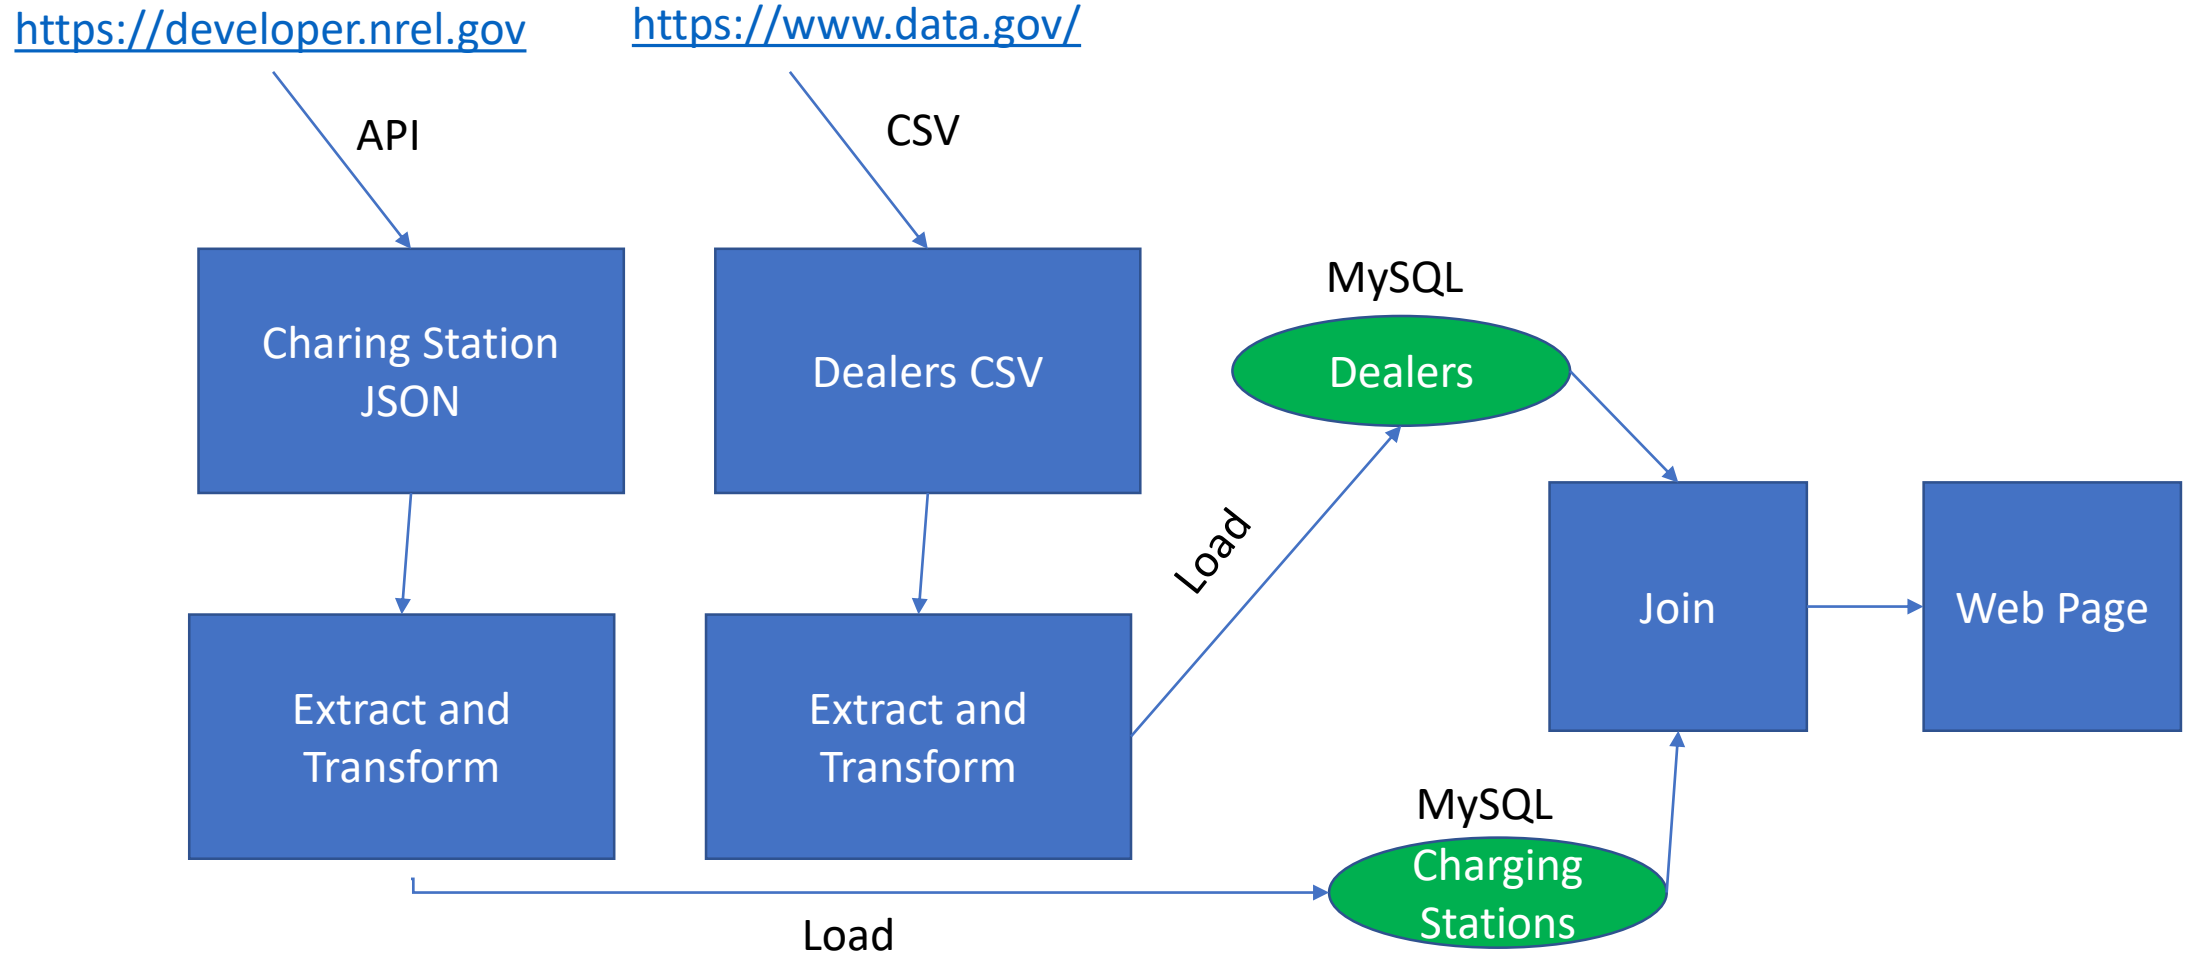 https://developer.nrel.gov
https://www.data.gov/
API
CSV
Charing Station
JSON
Dealers CSV
MySQL
Dealers
Load
Join
Web Page
Extract and
Transform
Extract and
Transform
MySQL
Charging
Stations
Load